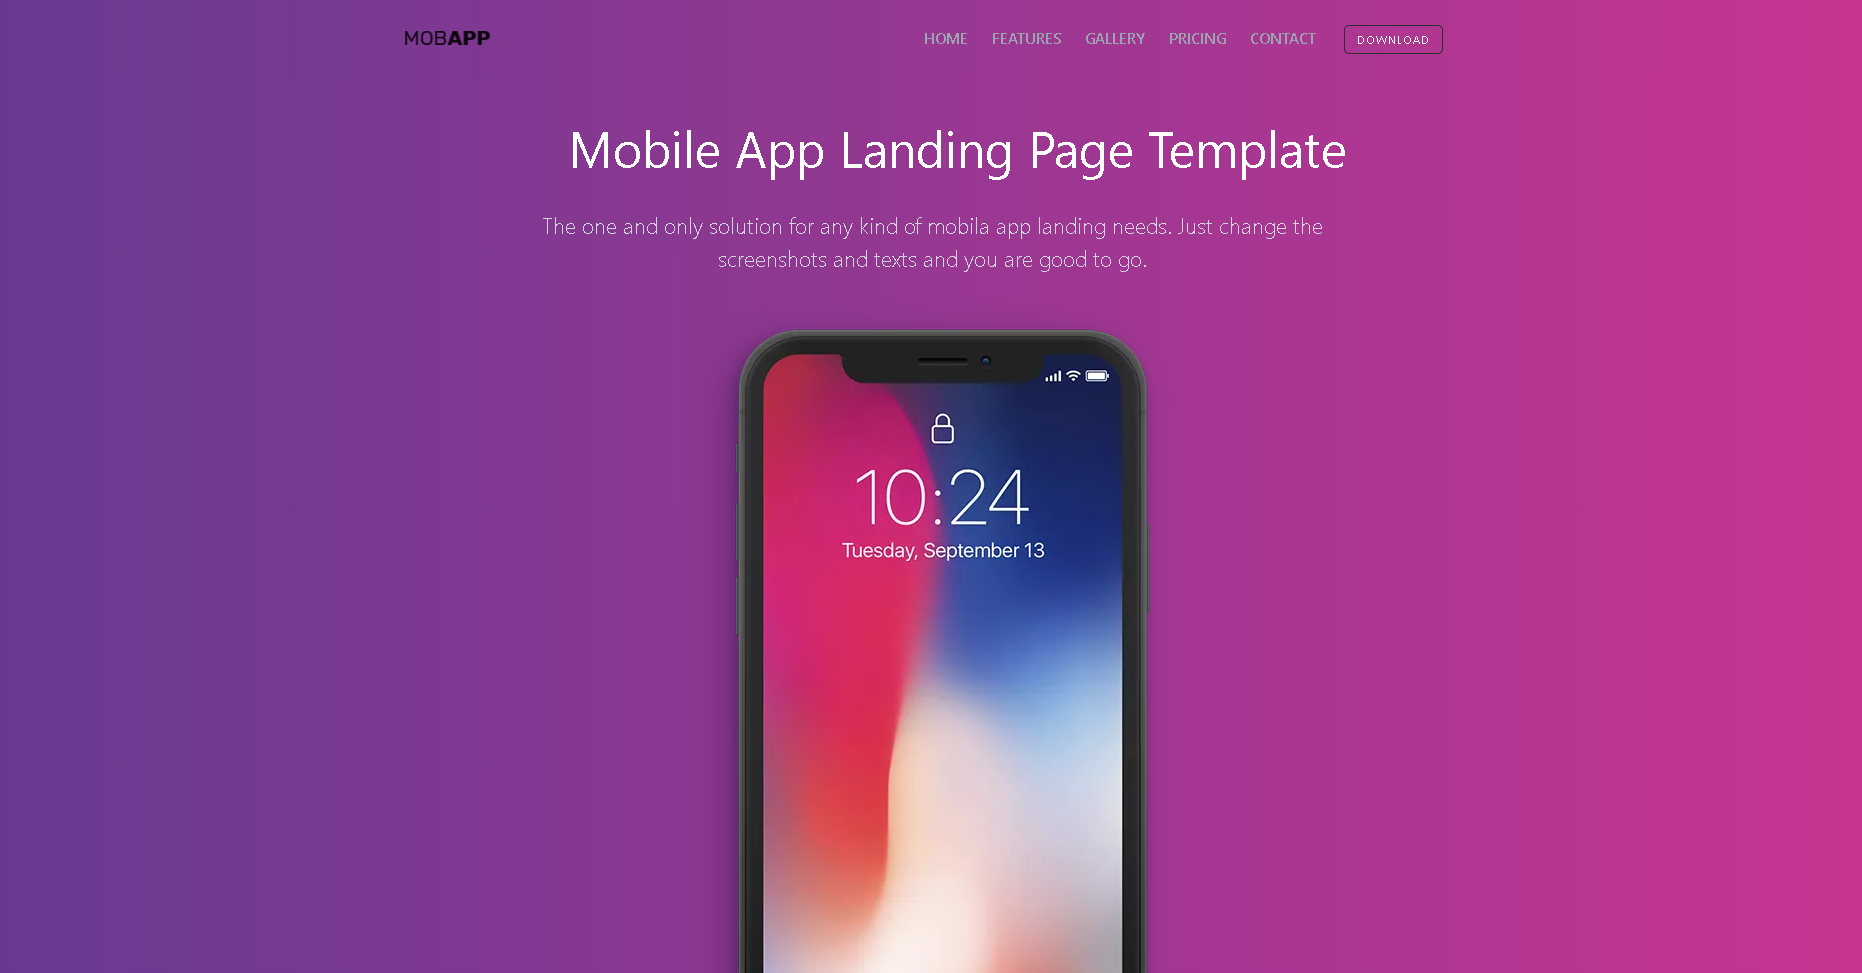 MOBAPP
HOME FEATURES GALLERY PRICING CONTACT DOWNLOAD
Mobile App Landing Page Template
The one and only solution for any kind of mobila app landing needs. Just change the
screenshots and texts and you are good to go.
10:24
Tuesday, September 13